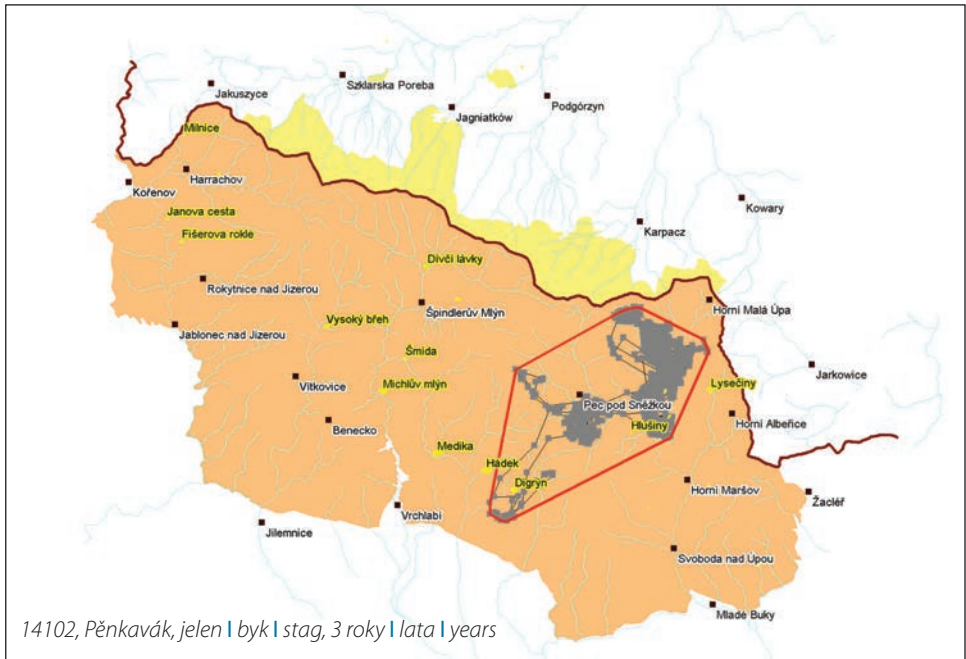 Szklarska Poreba
Jakuszyce
Podgórzyn
Jagniatków
Milnice
Harrachov
Kořenov
Kowary
Janova cesta
Karpacz
Fišerova rokle
Dívčí lávky
Rokytnice nad Jizerou
Špindlerův Mlýn
Horní Malá Úpa
Vysoký břeh
Jablonec nad Jizerou
Šmída
Jarkowice
Vítkovice
Michlův mlýn
Lysečiny
Pec pod Sněžkou
Benecko
Hlušiny
Horní Albeřice
Medika
Hádek
Digrýn
Horní Maršov
Žacléř
Vrchlabí
Jilemnice
Svoboda nad Úpou
Mladé Buky
14102, Pěnkavák, jelen I byk I stag, 3 roky I lata I years